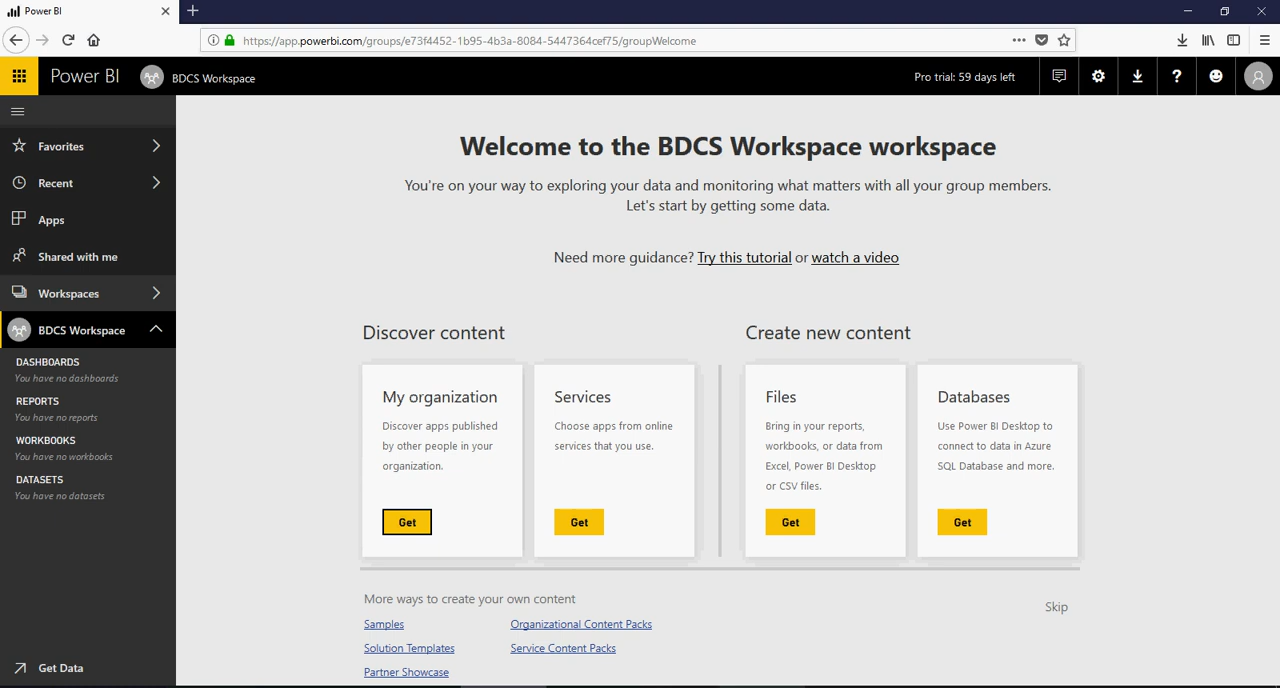 Power BI
https://app.powerbi.com/groups/e73f4452-1b95-4b3a-8084-5447364cef75/groupWelcome
Power BI
BDCS Workspace
Pro trial: 59 days left
Favorites
Recent
Apps
Shared with me
Workspaces
BDCS Workspace
DASHBOARDS
You have no dashboards
REPORTS
You have no reports
WORKBOOKS
You have no workbooks
DATASETS
You have no datasets
Get Data
Welcome to the BDCS Workspace workspace
You're on your way to exploring your data and monitoring what matters with all your group members.
Let's start by getting some data.
Need more guidance? Try this tutorial or watch a video
Discover content
My organization
Discover apps published
by other people in your
organization.
Get
Services
Choose apps from online
services that you use.
Get
Create new content
Files
Bring in your reports,
workbooks, or data from
Excel, Power BI Desktop
or CSV files.
Get
Databases
Use Power BI Desktop to
connect to data in Azure
SQL Database and more.
Get
More ways to create your own content
Samples
Organizational Content Packs
Solution Templates
Service Content Packs
Partner Showcase
Skip